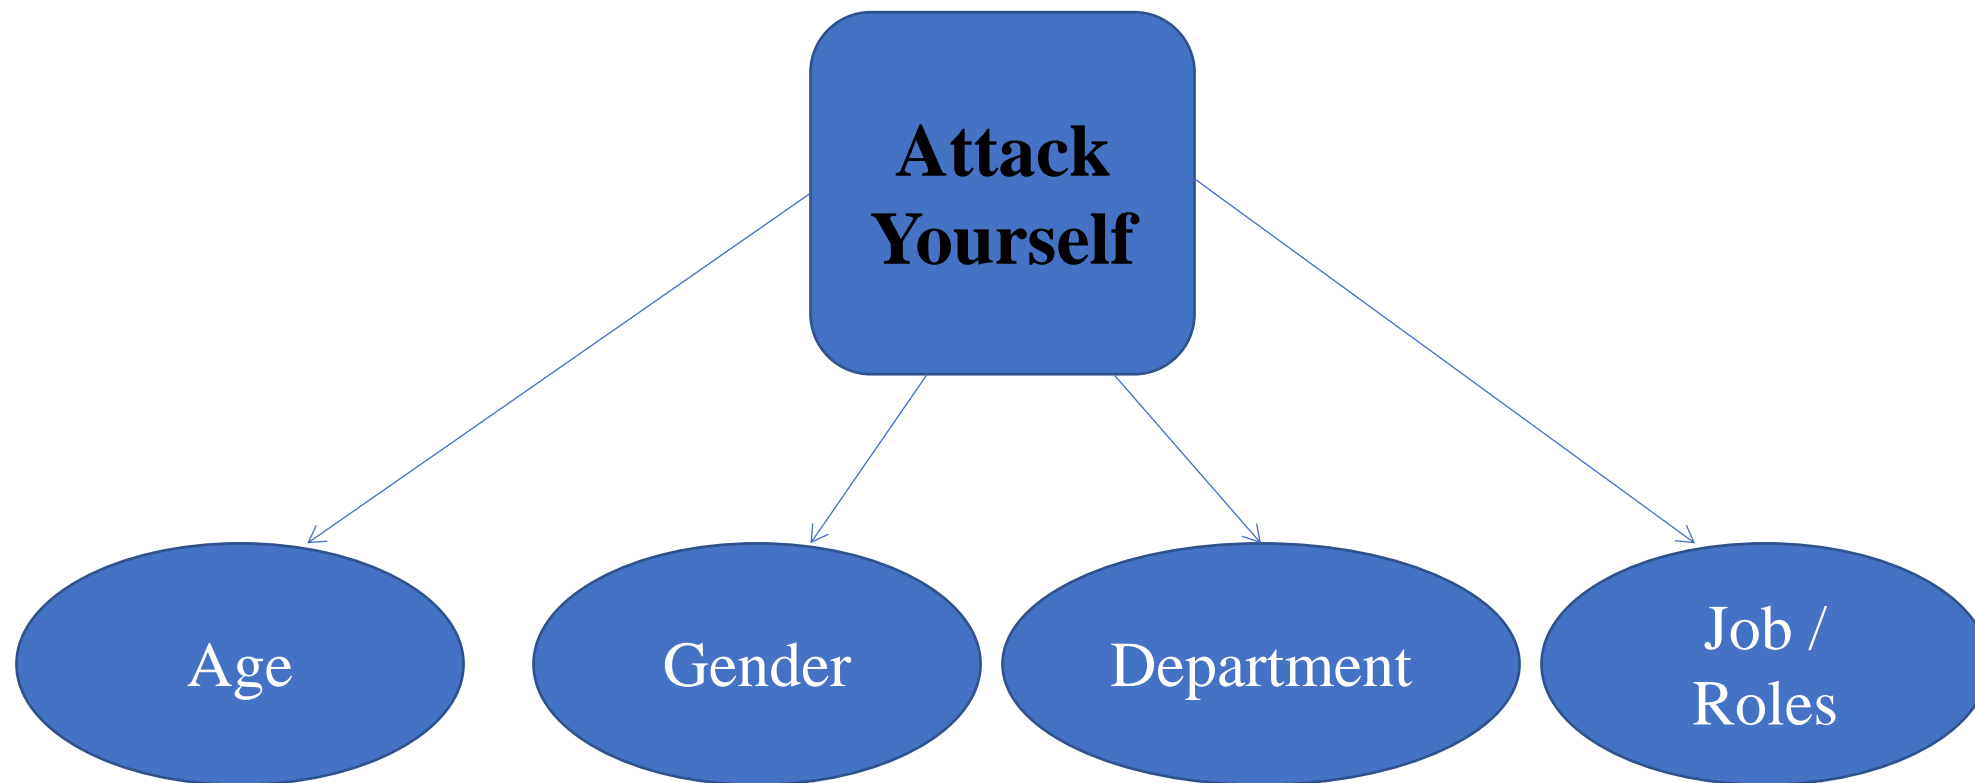 Attack
Yourself
Age
Gender
Department
Job /
Roles